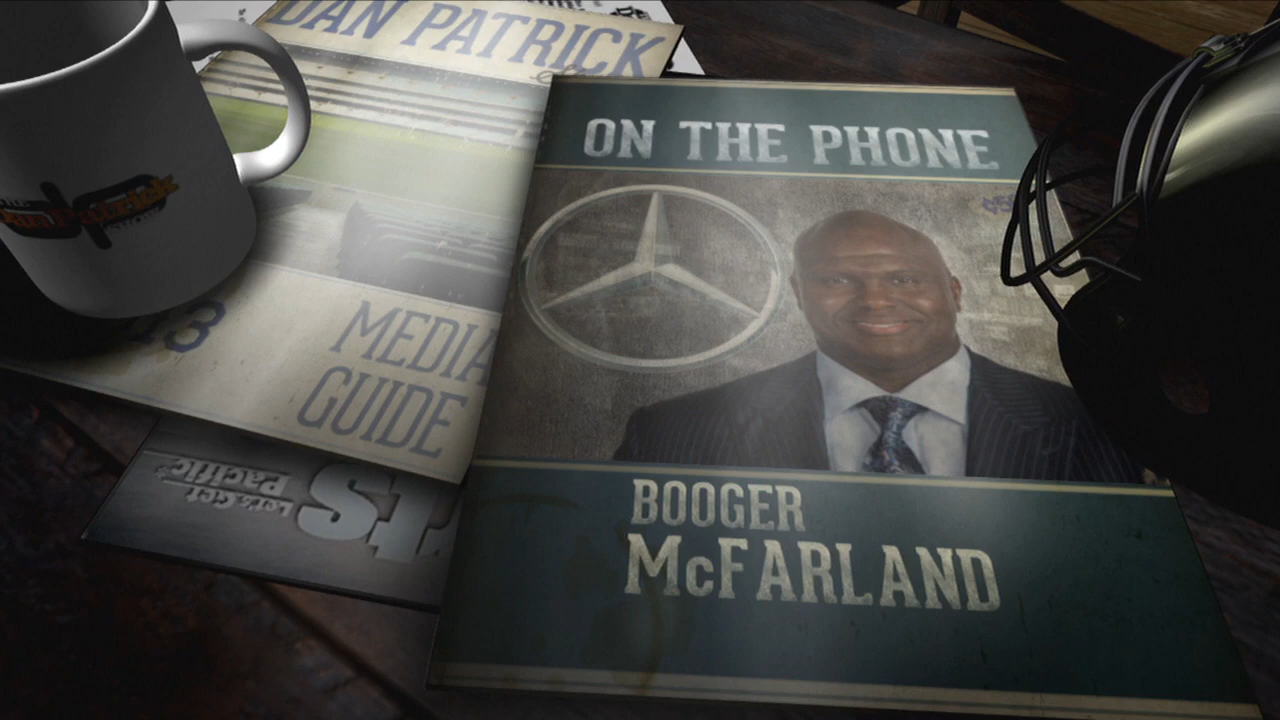 DAN PATRICK
ON THE PHONE
MEDIA
GUIDE
Let's Get
Pacific
BOOGER
McFARLAND